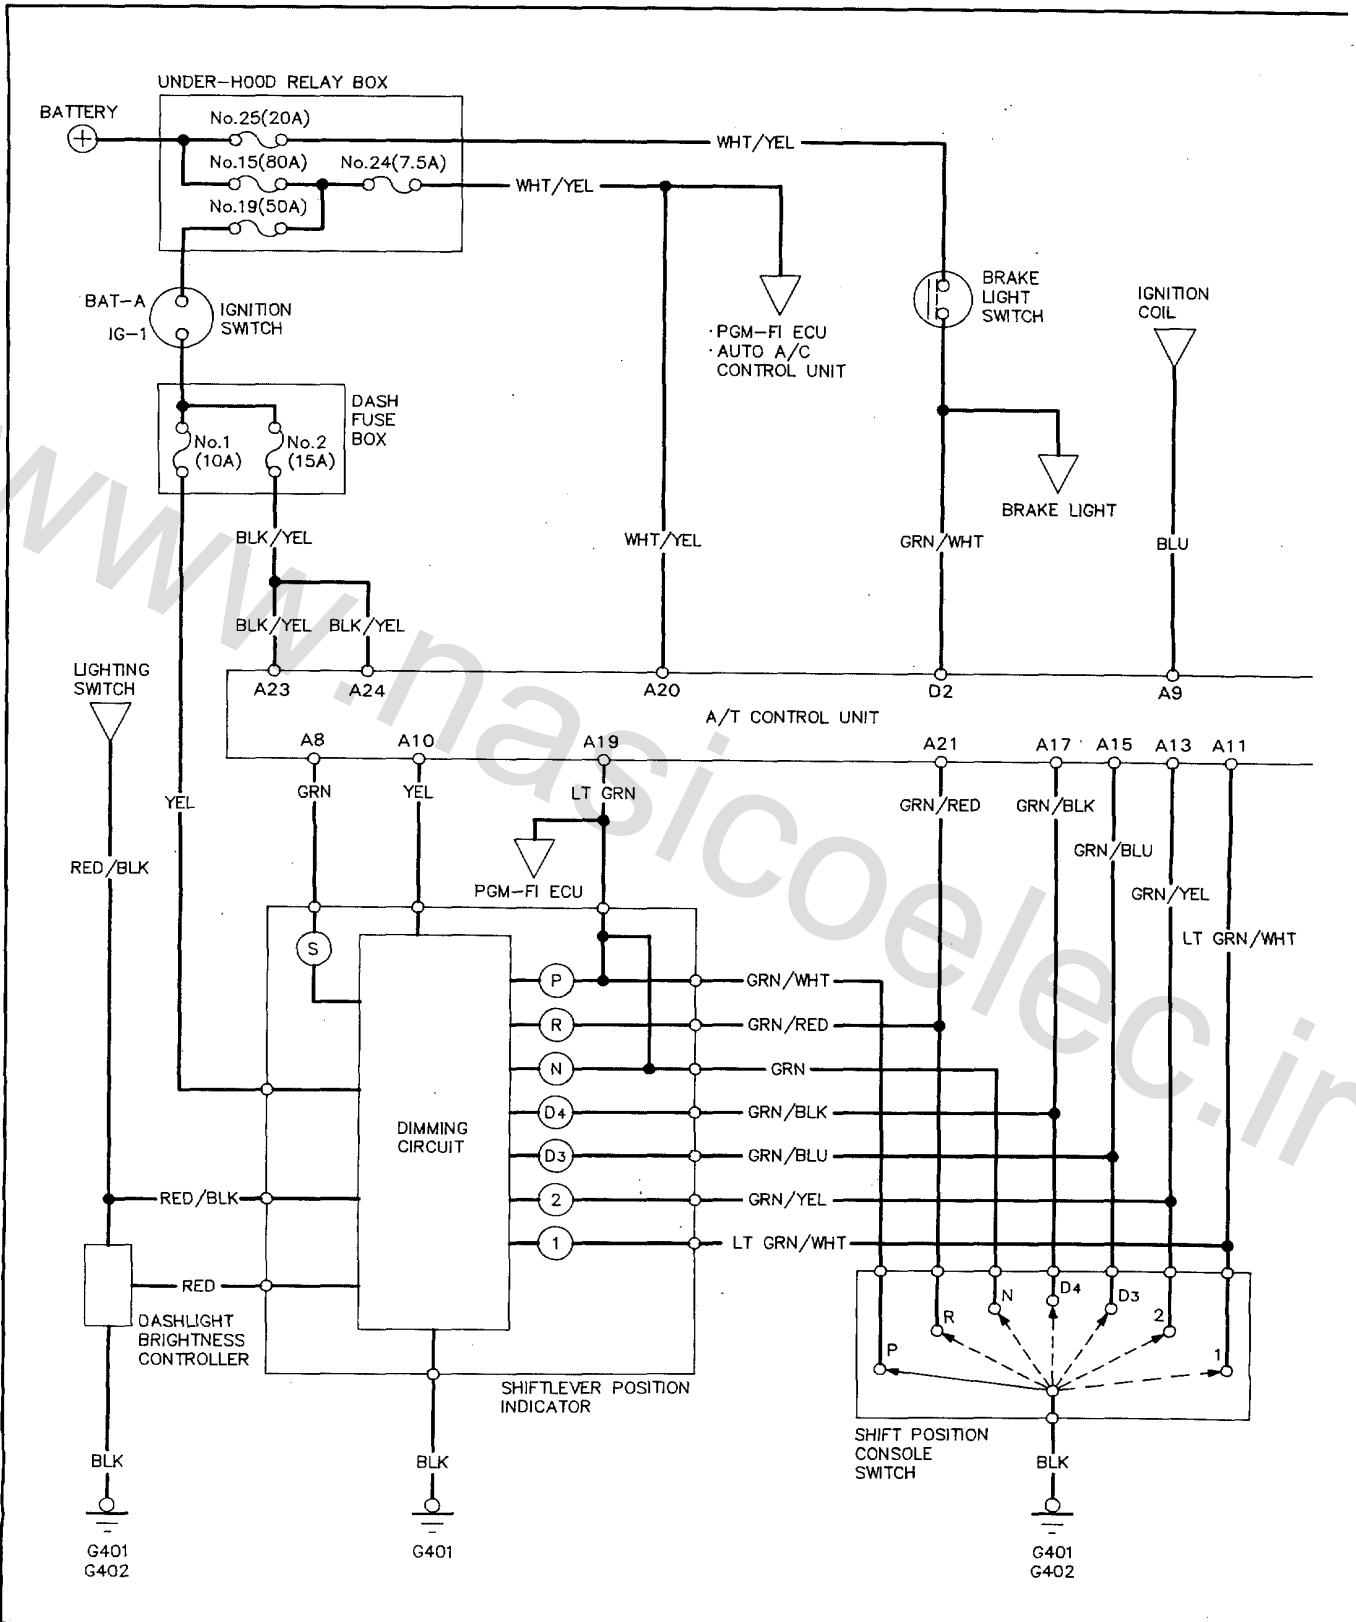 UNDER-HOOD RELAY BOX
BATTERY
+
No.25(20A)
WHT/YEL
No.15(80A)
No.24(7.5A)
WHT/YEL
No.19(50A)
BAT-A
IG-1
IGNITION
SWITCH
·PGM-FI ECU
·AUTO A/C
CONTROL UNIT
BRAKE
LIGHT
SWITCH
IGNITION
COIL
DASH
FUSE
BOX
No.1
(10A)
No.2
(15A)
BRAKE LIGHT
BLK/YEL
WHT/YEL
GRN/WHT
BLU
BLK/YEL
BLK/YEL
LIGHTING
SWITCH
A23
A24
A20
D2
A9
A/T CONTROL UNIT
A8
A10
A19
A21
A17
A15
A13
A11
GRN
YEL
LT GRN
YEL
GRN/RED
GRN/BLK
GRN/BLU
RED/BLK
PGM-FI ECU
GRN/YEL
LT GRN/WHT
S
P
GRN/WHT
R
GRN/RED
N
GRN
D4
GRN/BLK
DIMMING
CIRCUIT
D3
GRN/BLU
RED/BLK
2
GRN/YEL
1
LT GRN/WHT
RED
DASHLIGHT
BRIGHTNESS
CONTROLLER
P
R
N
D4
D3
2
1
SHIFTLEVER POSITION
INDICATOR
SHIFT POSITION
CONSOLE
SWITCH
BLK
BLK
BLK
G401
G402
G401
G401
G402
www.nasicoelec.ir